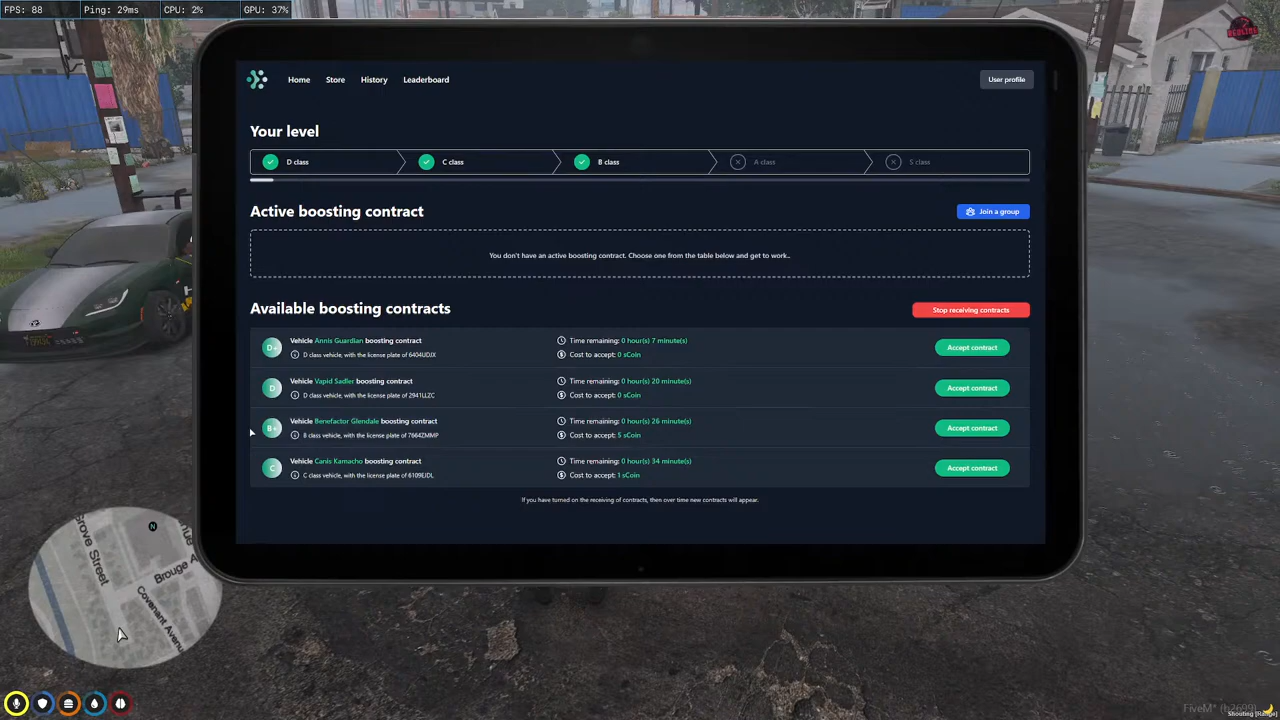 FPS: 88 Ping: 29ms CPU: 2% GPU: 37%
REDLINE
Home Store History Leaderboard User profile
Your level
D class C class B class A class S class
Active boosting contract Join a group
You don't have an active boosting contract. Choose one from the table below and get to work..
Available boosting contracts Stop receiving contracts
D+ Vehicle Annis Guardian boosting contract Time remaining: 0 hour(s) 7 minute(s) Accept contract
D class vehicle, with the license plate of 6404UDJX Cost to accept: 0 sCoin
D Vehicle Vapid Sadler boosting contract Time remaining: 0 hour(s) 20 minute(s) Accept contract
D class vehicle, with the license plate of 2941LLZC Cost to accept: 0 sCoin
B+ Vehicle Benefactor Glendale boosting contract Time remaining: 0 hour(s) 26 minute(s) Accept contract
B class vehicle, with the license plate of 7664ZMMP Cost to accept: 5 sCoin
C Vehicle Canis Kamacho boosting contract Time remaining: 0 hour(s) 34 minute(s) Accept contract
C class vehicle, with the license plate of 6109EJDL Cost to accept: 1 sCoin
If you have turned on the receiving of contracts, then over time new contracts will appear.
N
Grove Street
Brouge A
Covenant Avenu
FiveM* (b2699)
Shouting [Range]